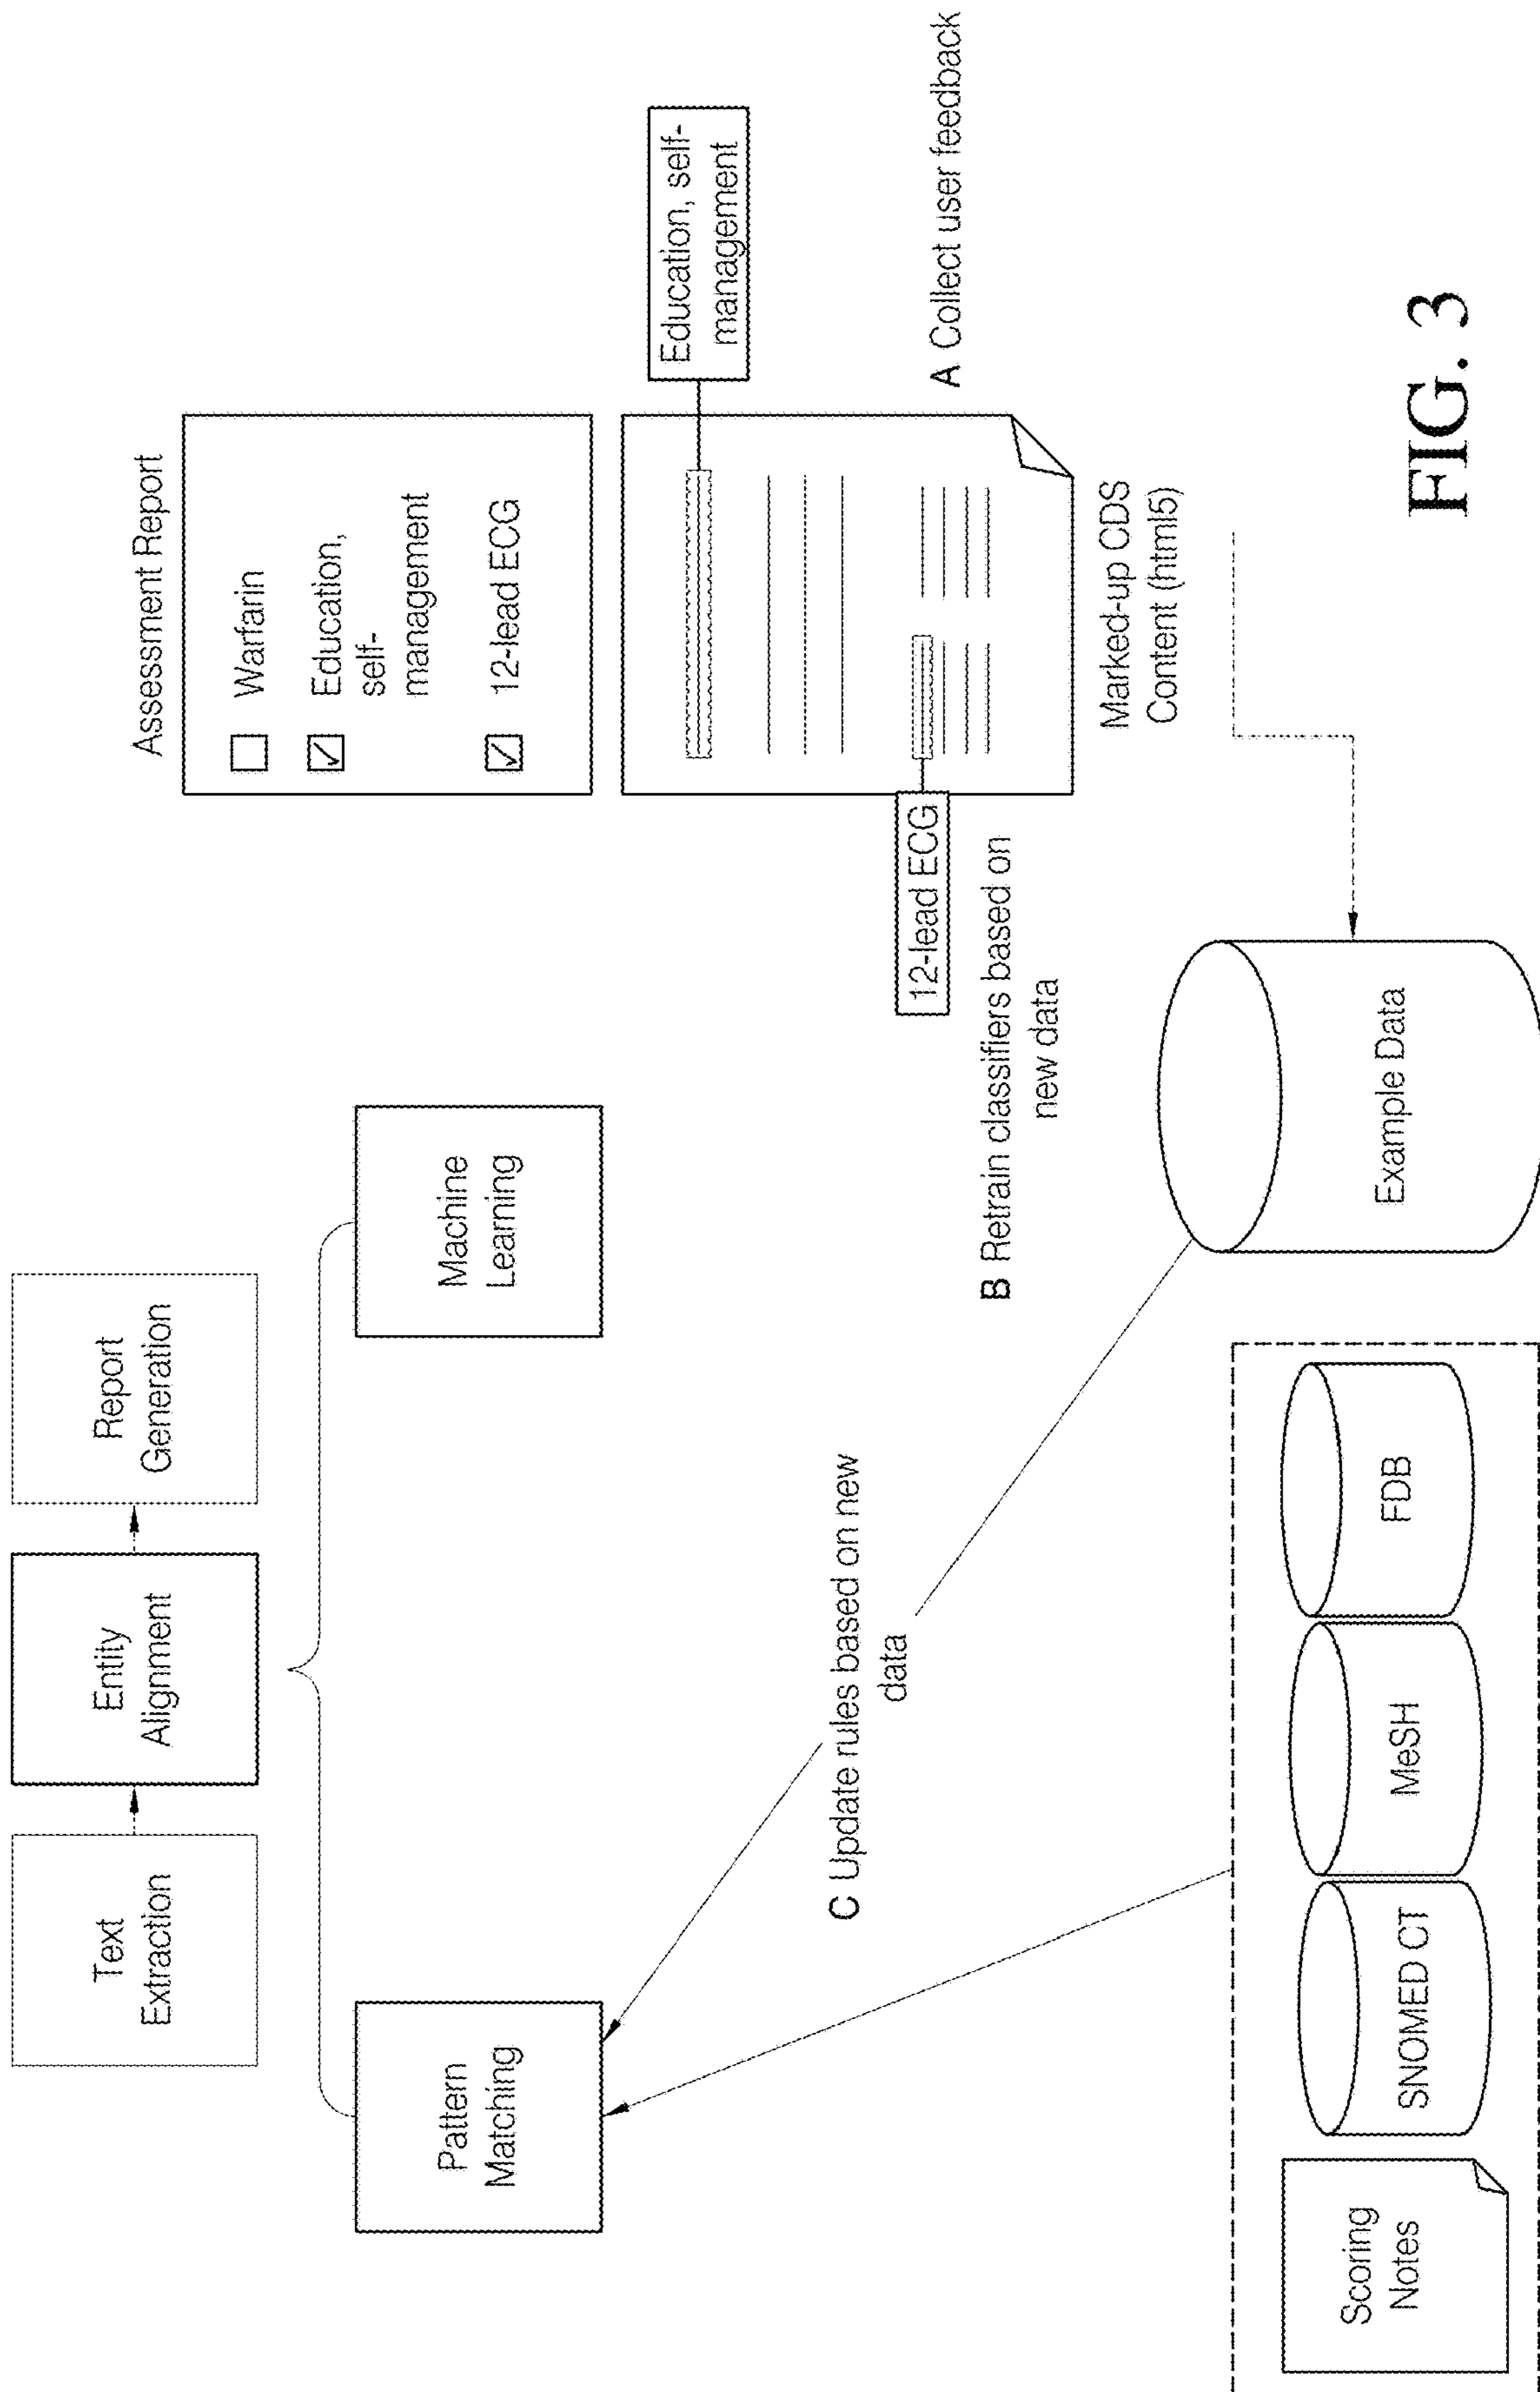 Text
Extraction
Entity
Alignment
Report
Generation
Pattern
Matching
Machine
Learning
Assessment Report
Warfarin
Education,
self-
management
12-lead ECG
Education, self-
management
12-lead ECG
A Collect user feedback
Marked-up CDS
Content (html5)
B Retrain classifiers based on
new data
C Update rules based on new
data
Scoring
Notes
SNOMED CT
MeSH
FDB
Example Data
FIG. 3